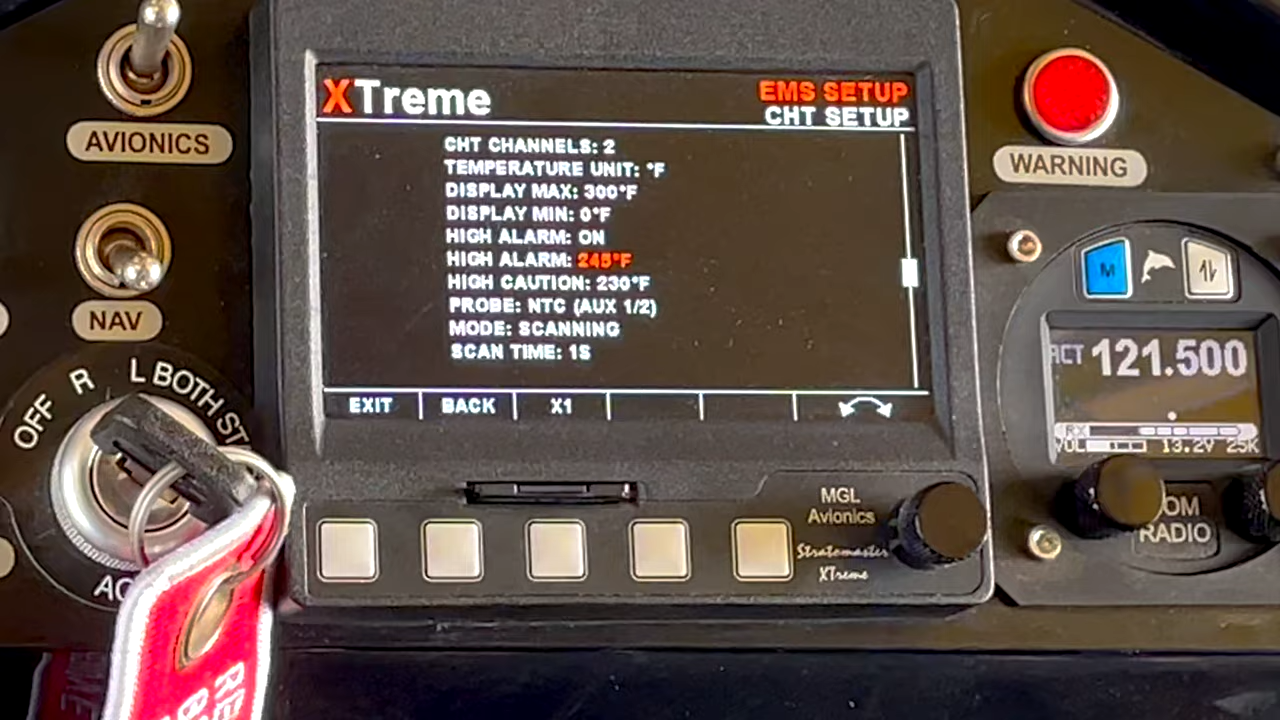 AVIONICS
NAV
OFF R L BOTH
XTreme
EMS SETUP
CHT SETUP
CHT CHANNELS: 2
TEMPERATURE UNIT: °F
DISPLAY MAX: 300°F
DISPLAY MIN: 0°F
HIGH ALARM: ON
HIGH ALARM: 245°F
HIGH CAUTION: 230°F
PROBE: NTC (AUX 1/2)
MODE: SCANNING
SCAN TIME: 1S
EXIT BACK X1
MGL
Avionics
Stratomaster
XTreme
WARNING
M
ACT 121.500
RX
VOL 13.2V 25K
RADIO